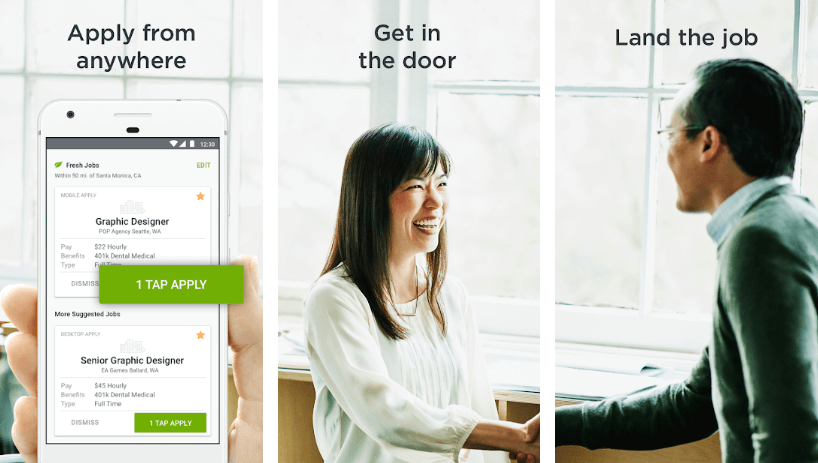 Apply from
anywhere
12:30
Fresh Jobs EDIT
Within 50 mi. of Santa Monica, CA
MOBILE APPLY
Graphic Designer
POP Agency Seattle, WA
Pay $22 Hourly
Benefits 401k Dental Medical
Type Full Time
DISMISS 1 TAP APPLY
More Suggested Jobs
DESKTOP APPLY
Senior Graphic Designer
EA Games Ballard, WA
Pay $45 Hourly
Benefits 401k Dental Medical
Type Full Time
DISMISS 1 TAP APPLY
Get in
the door
Land the job